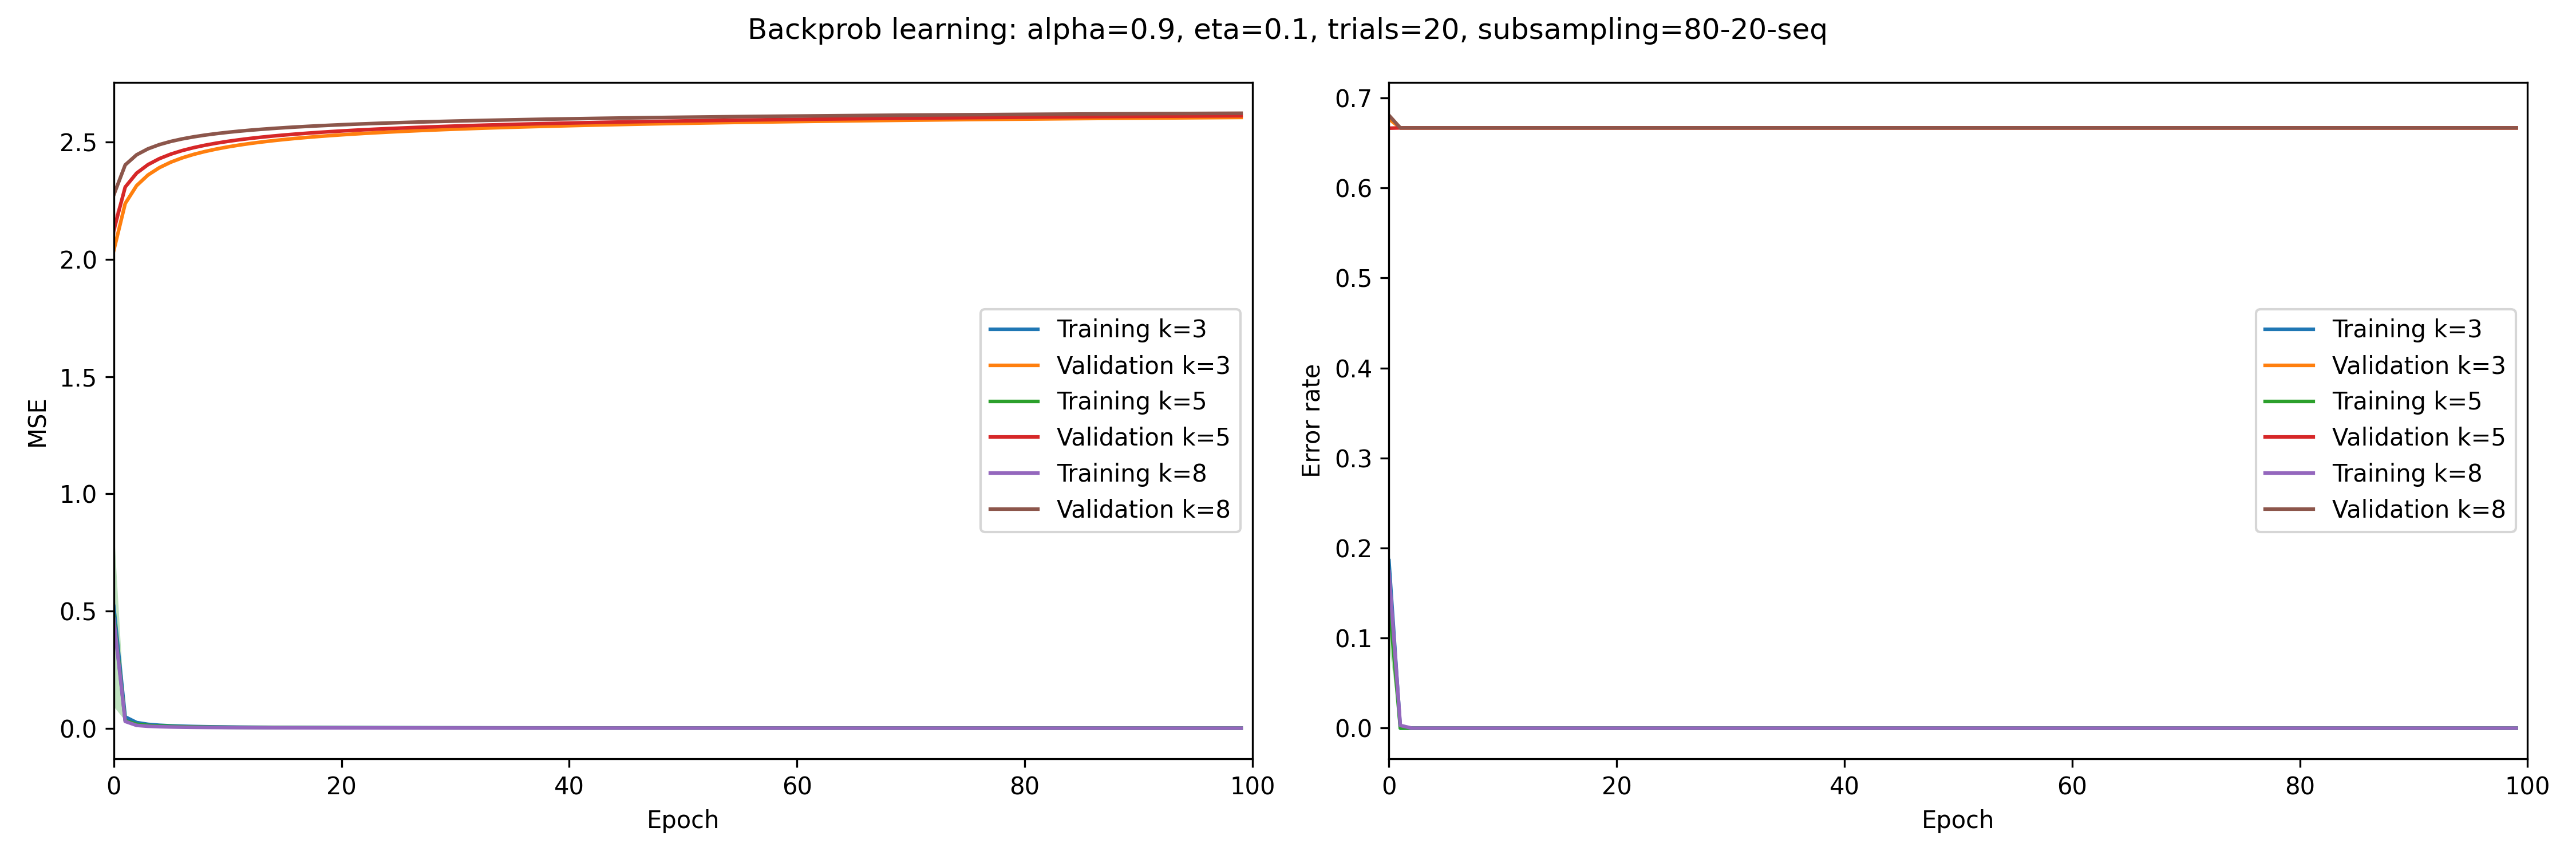 Backprob learning: alpha=0.9, eta=0.1, trials=20, subsampling=80-20-seq
MSE
2.5
2.0
1.5
1.0
0.5
0.0
0
20
40
60
80
100
Epoch
Training k=3
Validation k=3
Training k=5
Validation k=5
Training k=8
Validation k=8
Error rate
0.7
0.6
0.5
0.4
0.3
0.2
0.1
0.0
0
20
40
60
80
100
Epoch
Training k=3
Validation k=3
Training k=5
Validation k=5
Training k=8
Validation k=8